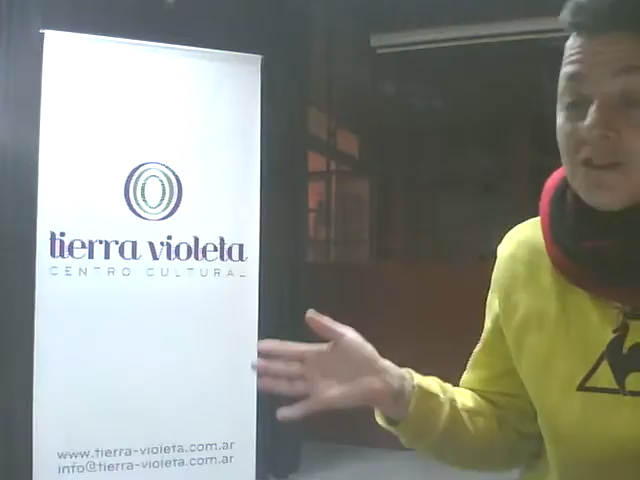 tierra violeta
CENTRO CULTURAL
www.tierra-violeta.com.ar
info@tierra-violeta.com.ar